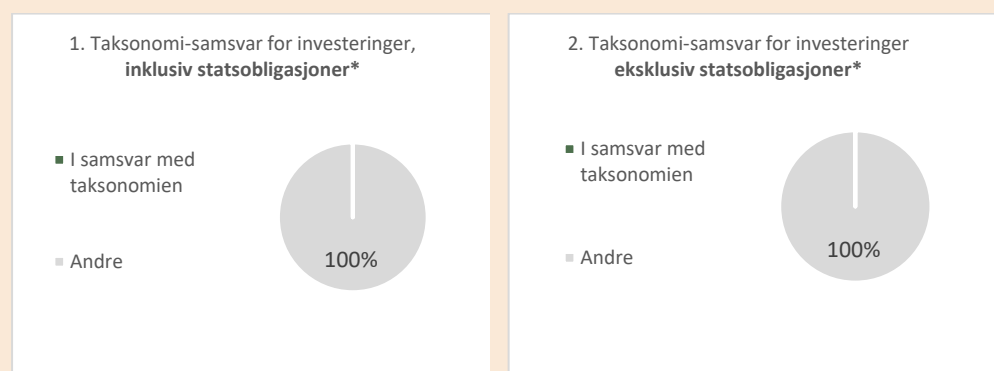 1. Taksonomi-samsvar for investeringer,
inklusiv statsobligasjoner*
I samsvar med
taksonomien
Andre
100%
2. Taksonomi-samsvar for investeringer
eksklusiv statsobligasjoner*
I samsvar med
taksonomien
Andre
100%